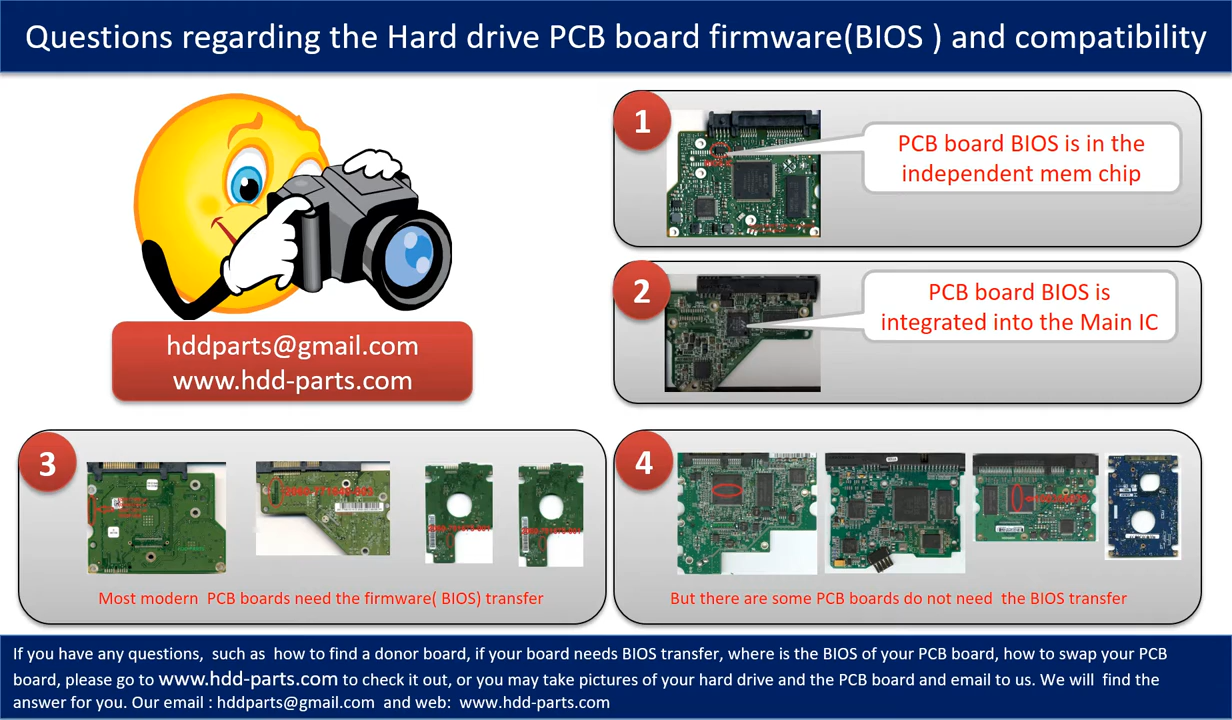 Questions regarding the Hard drive PCB board firmware(BIOS ) and compatibility
hddparts@gmail.com
www.hdd-parts.com
1
PCB board BIOS is in the
independent mem chip
2
PCB board BIOS is
integrated into the Main IC
3
Most modern PCB boards need the firmware( BIOS) transfer
4
But there are some PCB boards do not need the BIOS transfer
If you have any questions, such as how to find a donor board, if your board needs BIOS transfer, where is the BIOS of your PCB board, how to swap your PCB
board, please go to www.hdd-parts.com to check it out, or you may take pictures of your hard drive and the PCB board and email to us. We will find the
answer for you. Our email : hddparts@gmail.com and web: www.hdd-parts.com